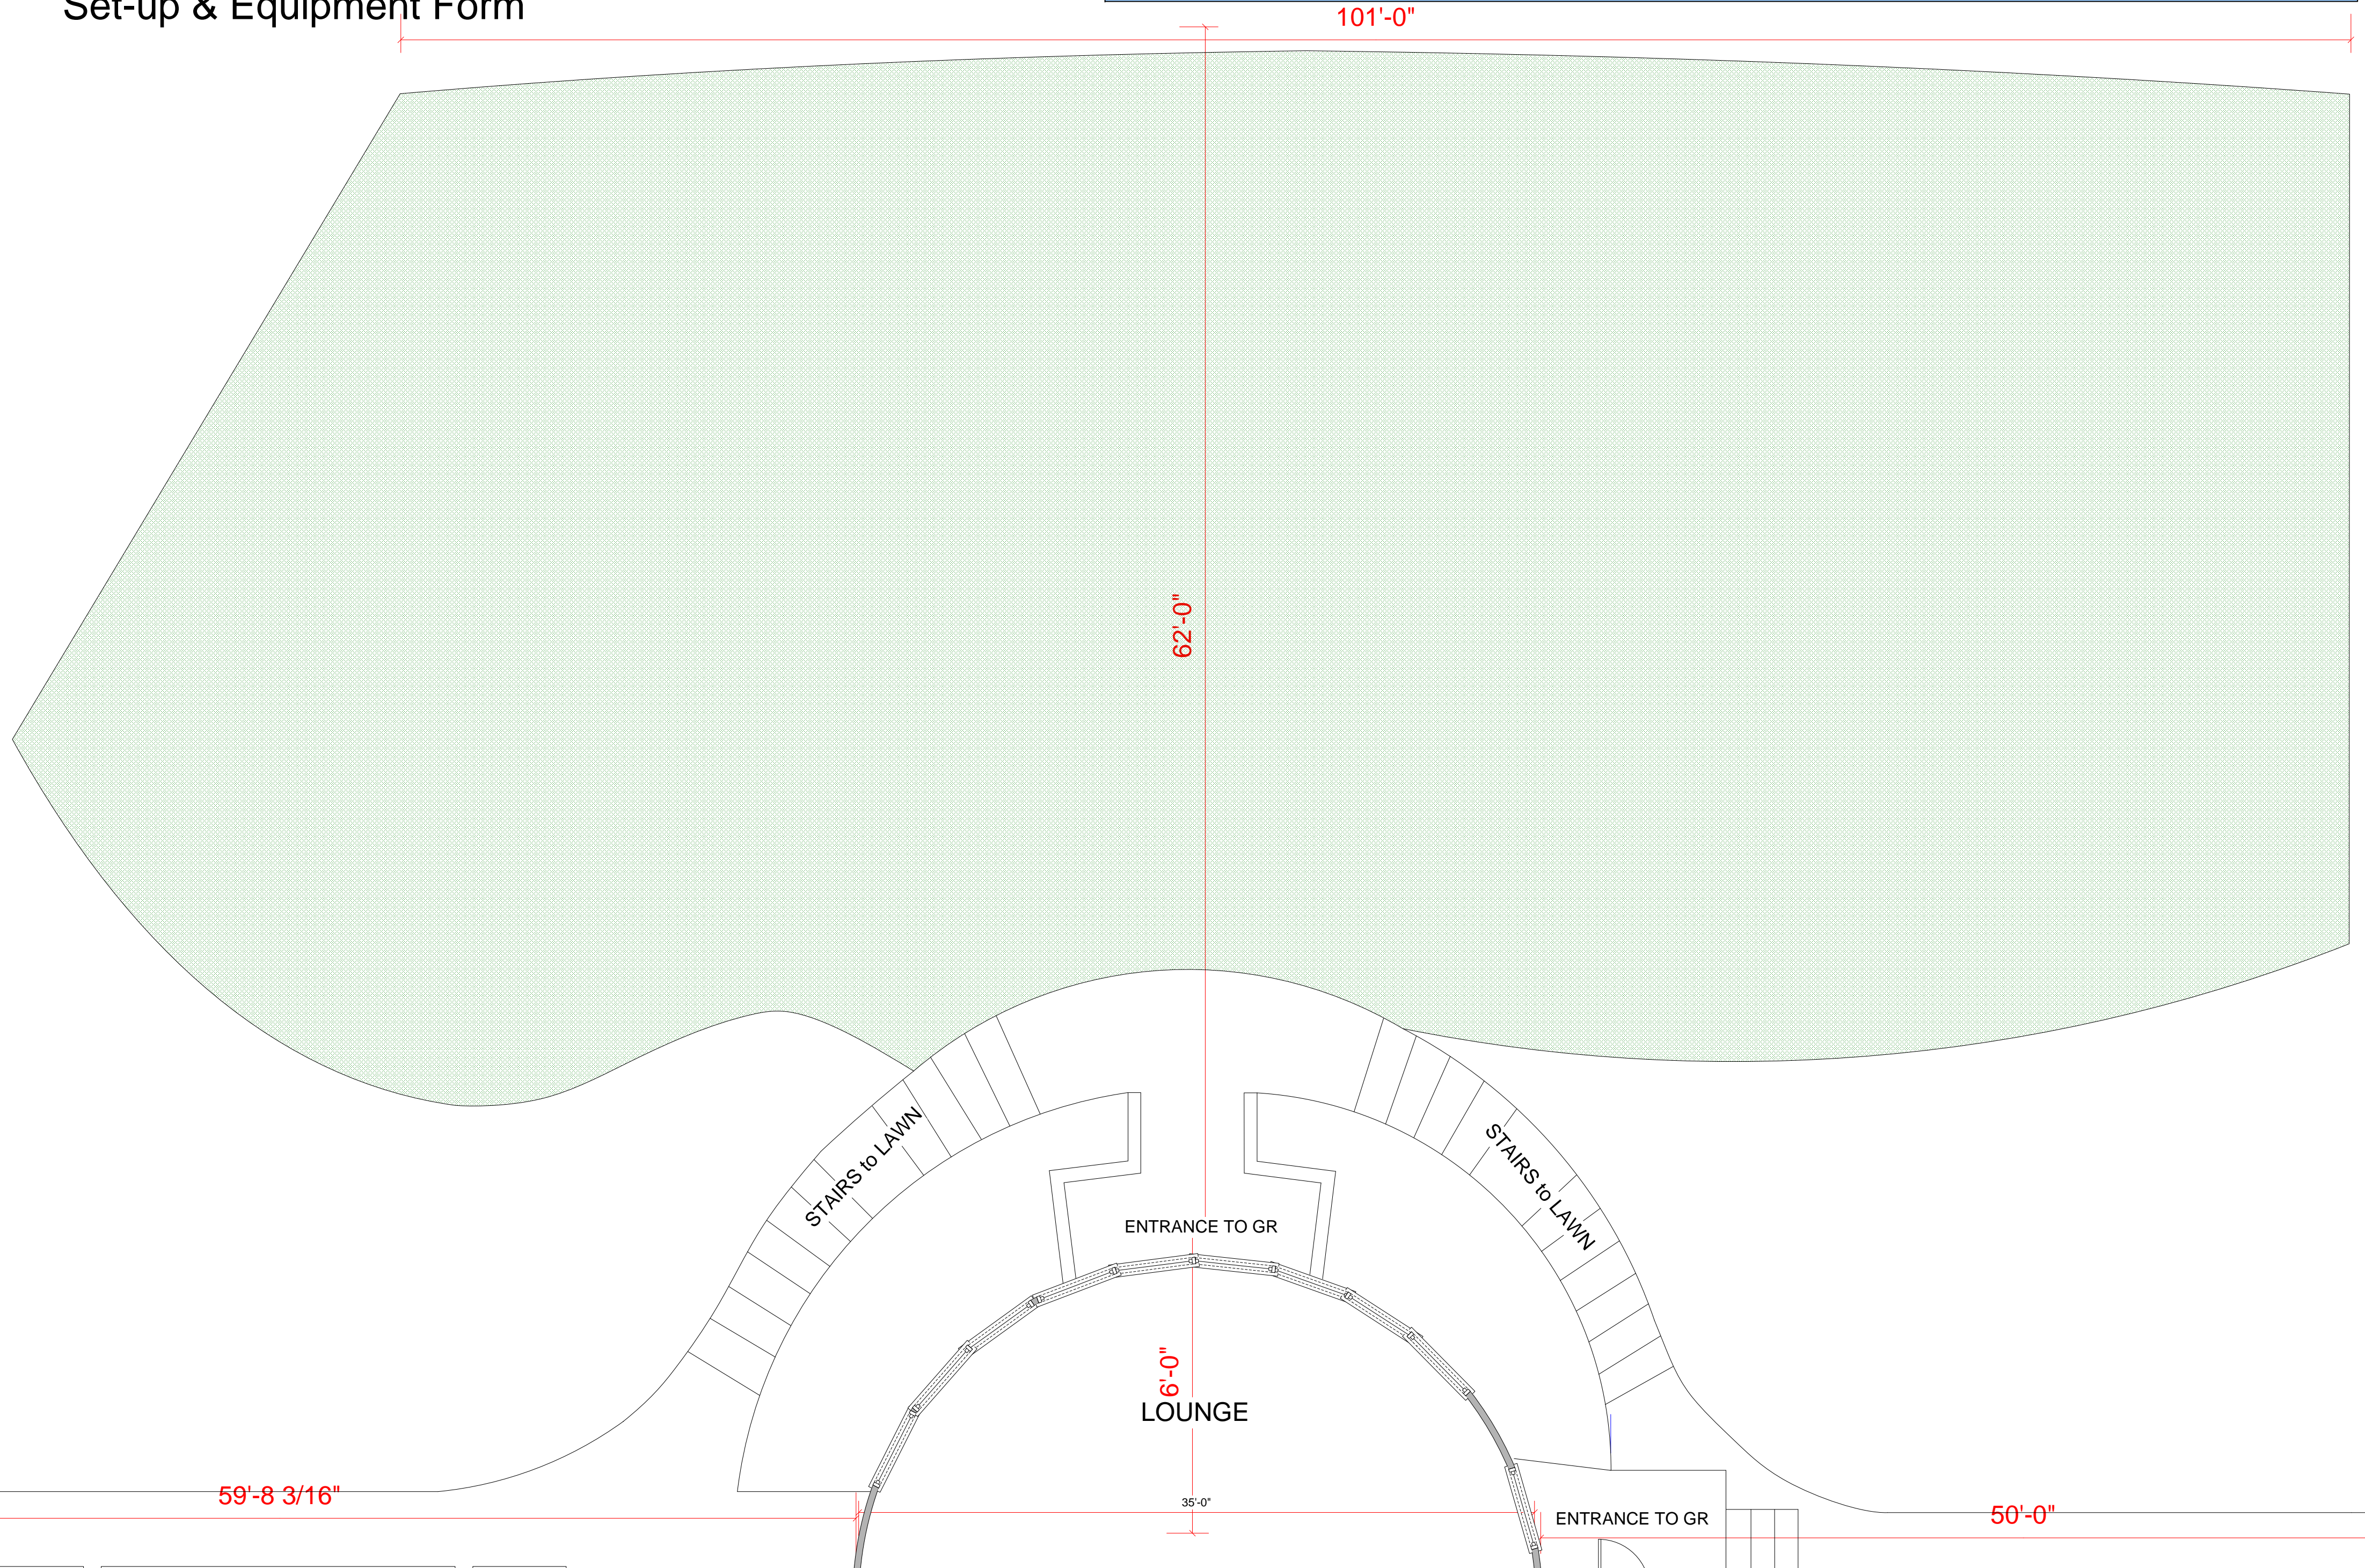 Set-up & Equipment Form
101'-0"
62'-0"
STAIRS to LAWN
STAIRS to LAWN
ENTRANCE TO GR
6'-0"
LOUNGE
59'-8 3/16"
35'-0"
ENTRANCE TO GR
50'-0"